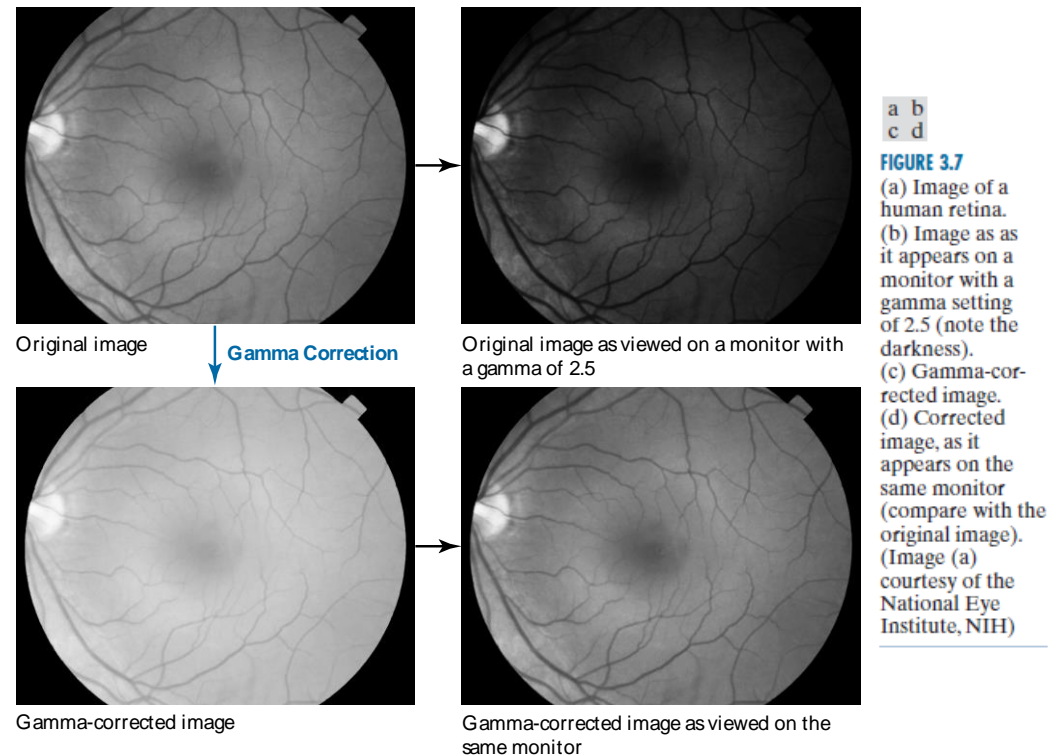 Original image
Gamma Correction
Original image as viewed on a monitor with
a gamma of 2.5
Gamma-corrected image
Gamma-corrected image as viewed on the
same monitor
a b
c d
FIGURE 3.7
(a) Image of a
human retina.
(b) Image as as
it appears on a
monitor with a
gamma setting
of 2.5 (note the
darkness).
(c) Gamma-cor-
rected image.
(d) Corrected
image, as it
appears on the
same monitor
(compare with the
original image).
(Image (a)
courtesy of the
National Eye
Institute, NIH)